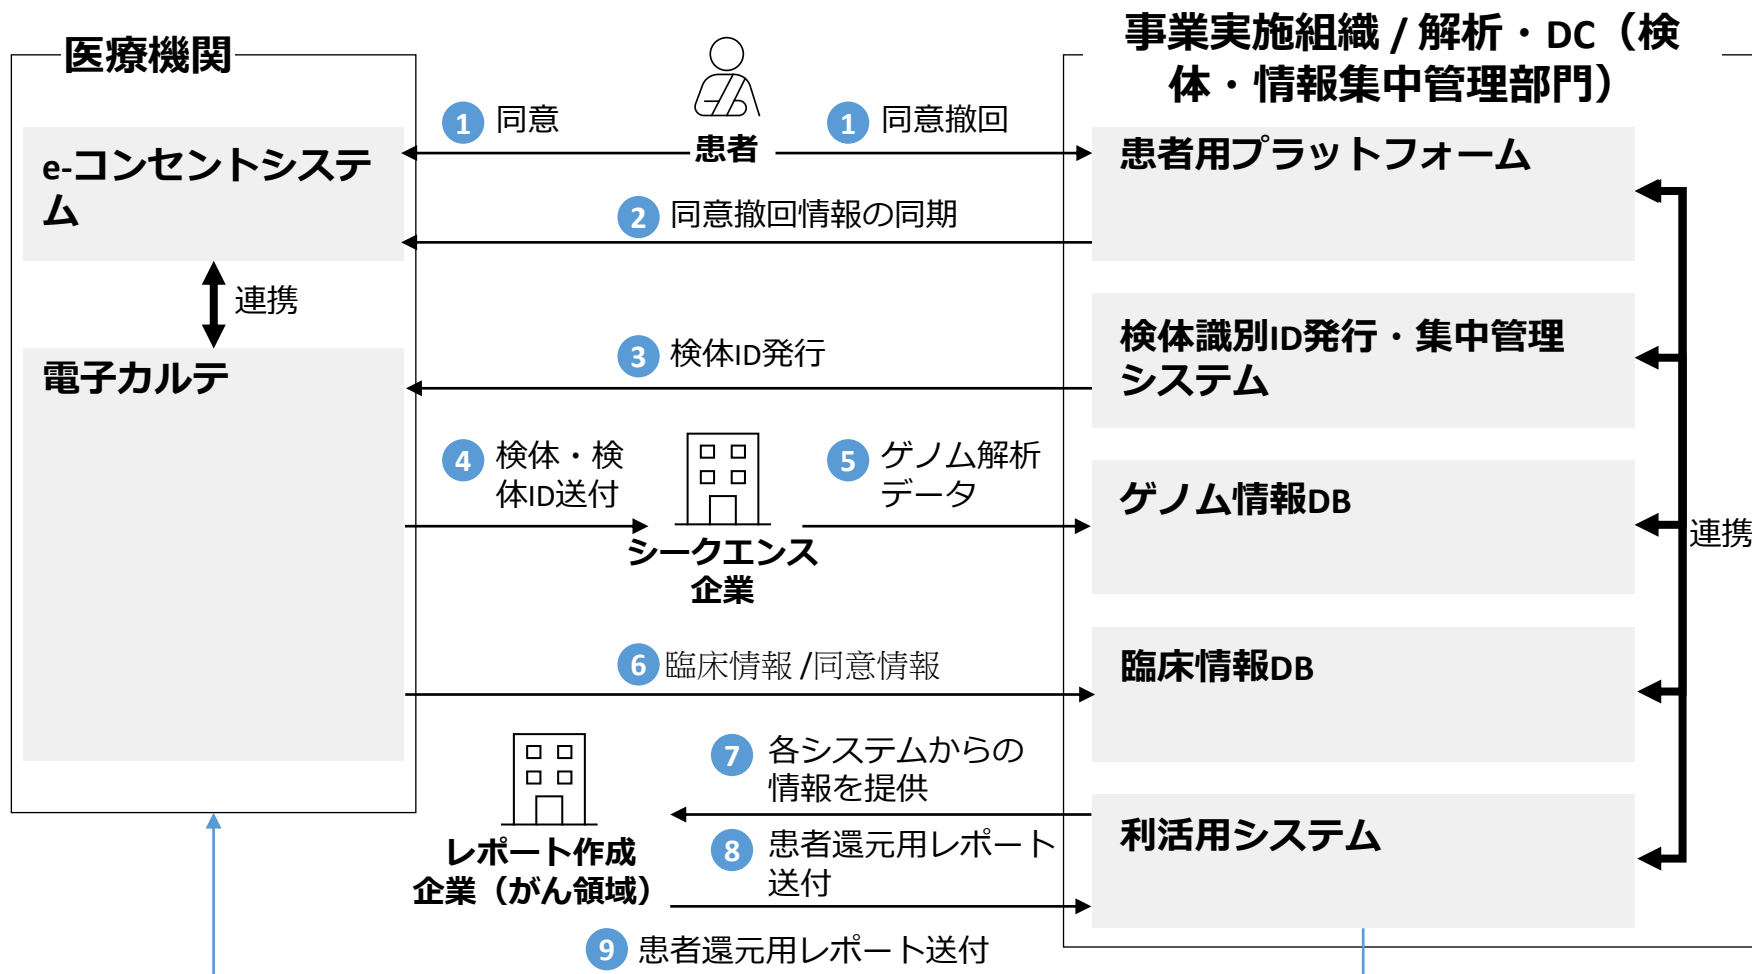 医療機関
事業実施組織 / 解析・DC（検
体・情報集中管理部門）
1 同意
患者
1 同意撤回
e-コンセントシステ
ム
患者用プラットフォーム
2 同意撤回情報の同期
連携
3 検体ID発行
検体識別ID発行・集中管理
システム
電子カルテ
4 検体・検
体ID送付
シークエンス
企業
5 ゲノム解析
データ
ゲノム情報DB
連携
6 臨床情報 /同意情報
臨床情報DB
7 各システムからの
情報を提供
レポート作成
企業（がん領域）
8 患者還元用レポート
送付
利活用システム
9 患者還元用レポート送付